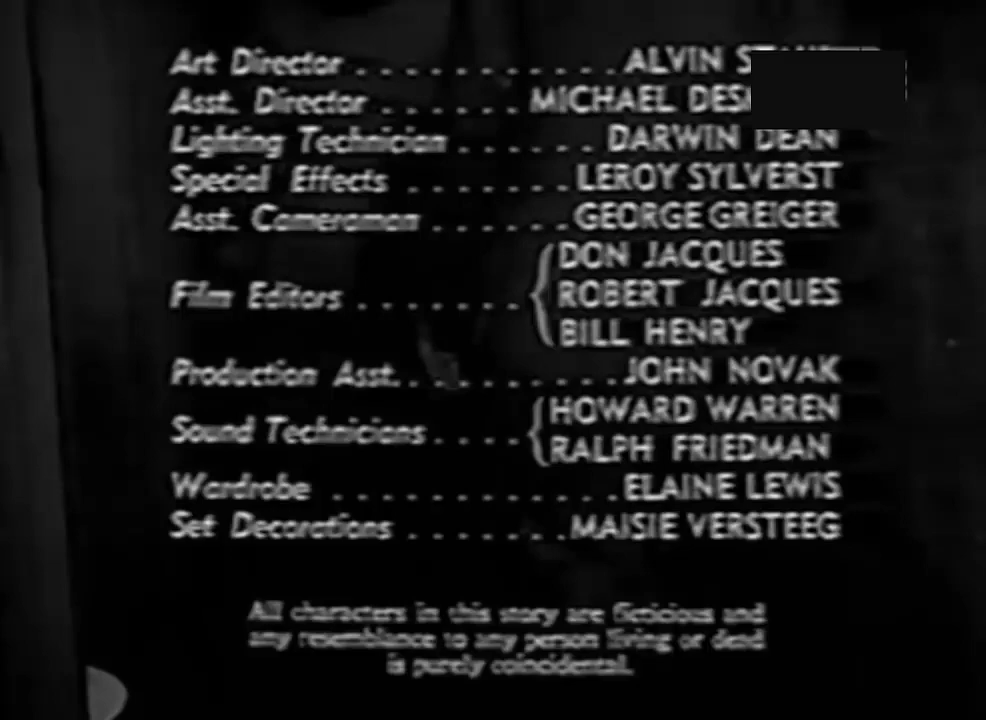 Art Director . . . . . . . . . . . . ALVIN
Asst. Director . . . . . . MICHAEL
Lighting Technician . . . . . . DARWIN DEAN
Special Effects . . . . . . . LEROY SYLVERST
Asst. Cameraman . . . . . . GEORGE GREIGER
DON JACQUES
Film Editors . . . . . . . { ROBERT JACQUES
BILL HENRY
Production Asst. . . . . . . . . . . JOHN NOVAK
HOWARD WARREN
Sound Technicians . . . . {
RALPH FRIEDMAN
Wardrobe . . . . . . . . . . . . . ELAINE LEWIS
Set Decorations . . . . . . . MAISIE VERSTEEG
All characters in this story are ficticious and
any resemblance to any person living or dead
is purely coincidental.